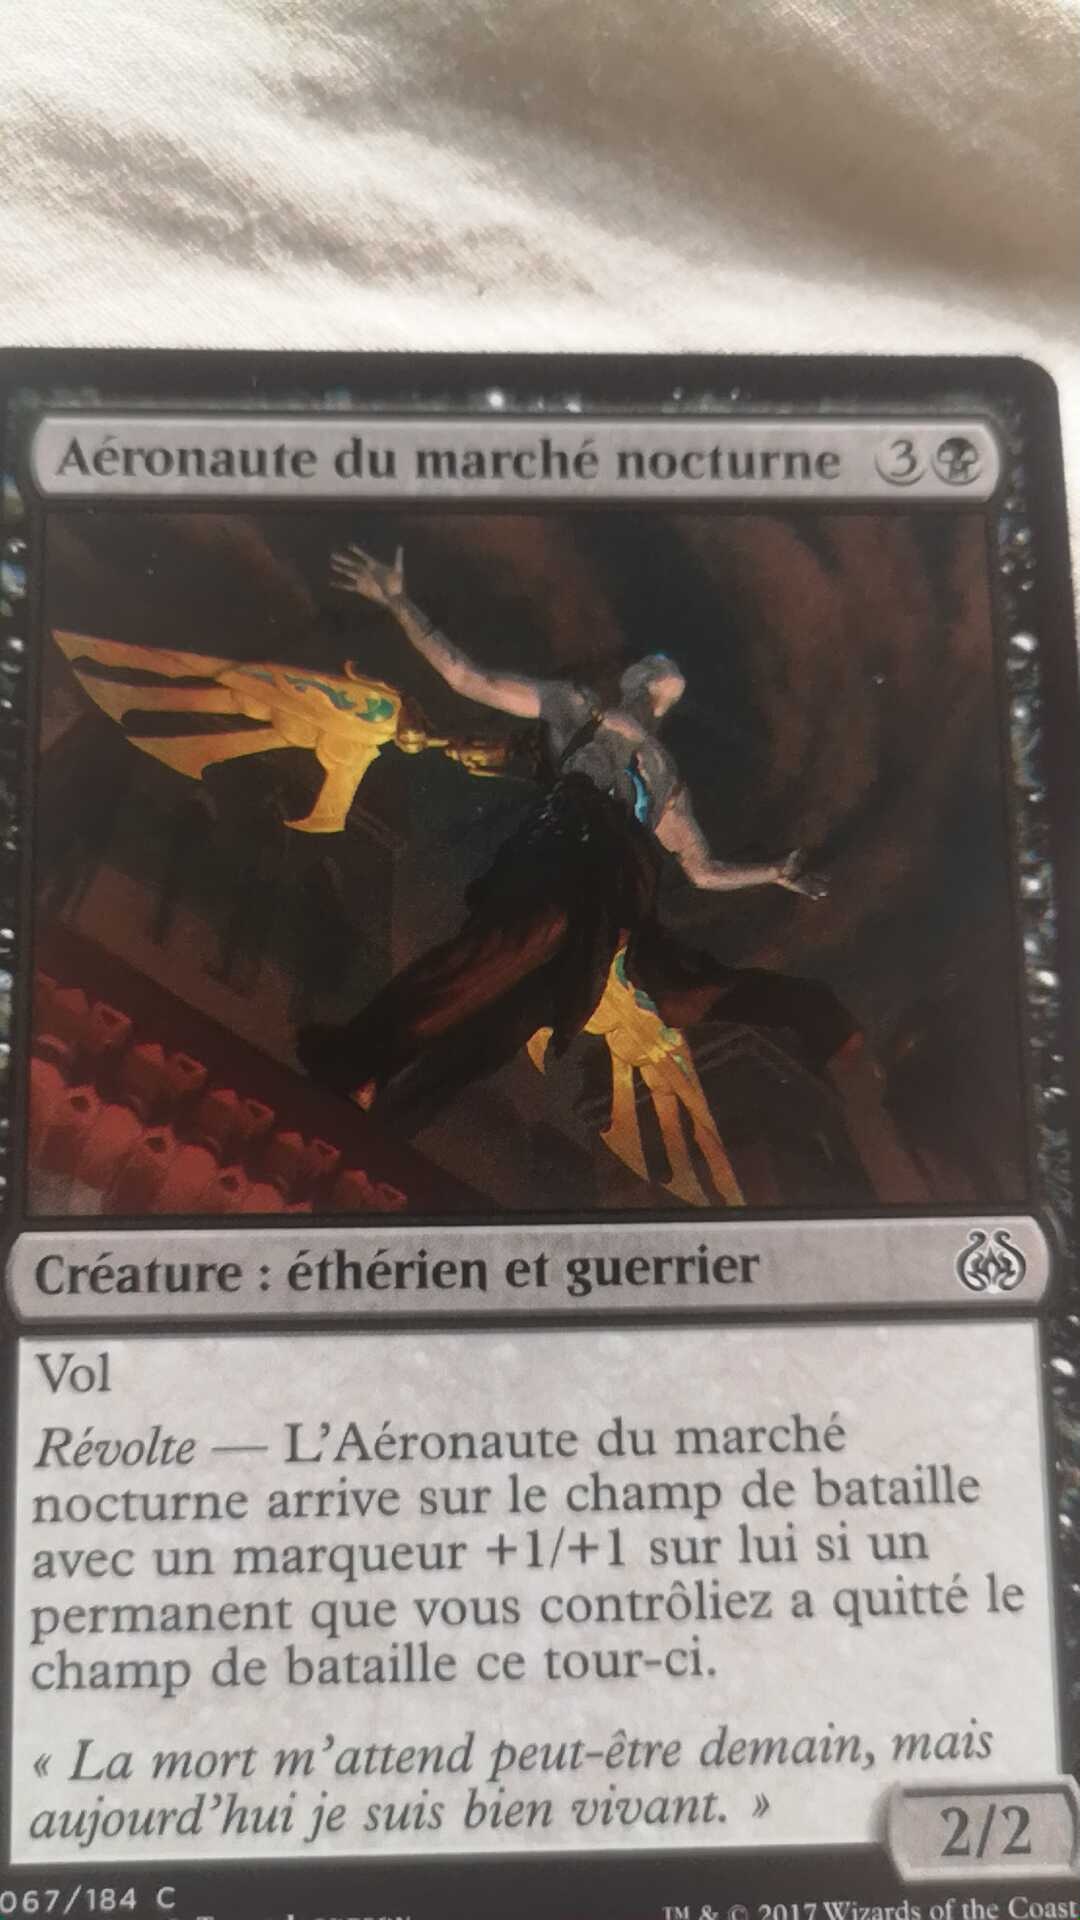 Aéronaute du marché nocturne 3
Créature : éthérien et guerrier
Vol
Révolte — L'Aéronaute du marché
nocturne arrive sur le champ de bataille
avec un marqueur +1/+1 sur lui si un
permanent que vous contrôliez a quitté le
champ de bataille ce tour-ci.
« La mort m'attend peut-être demain, mais
aujourd'hui je suis bien vivant. »
2/2
067/184 C
™ & © 2017 Wizards of the Coast